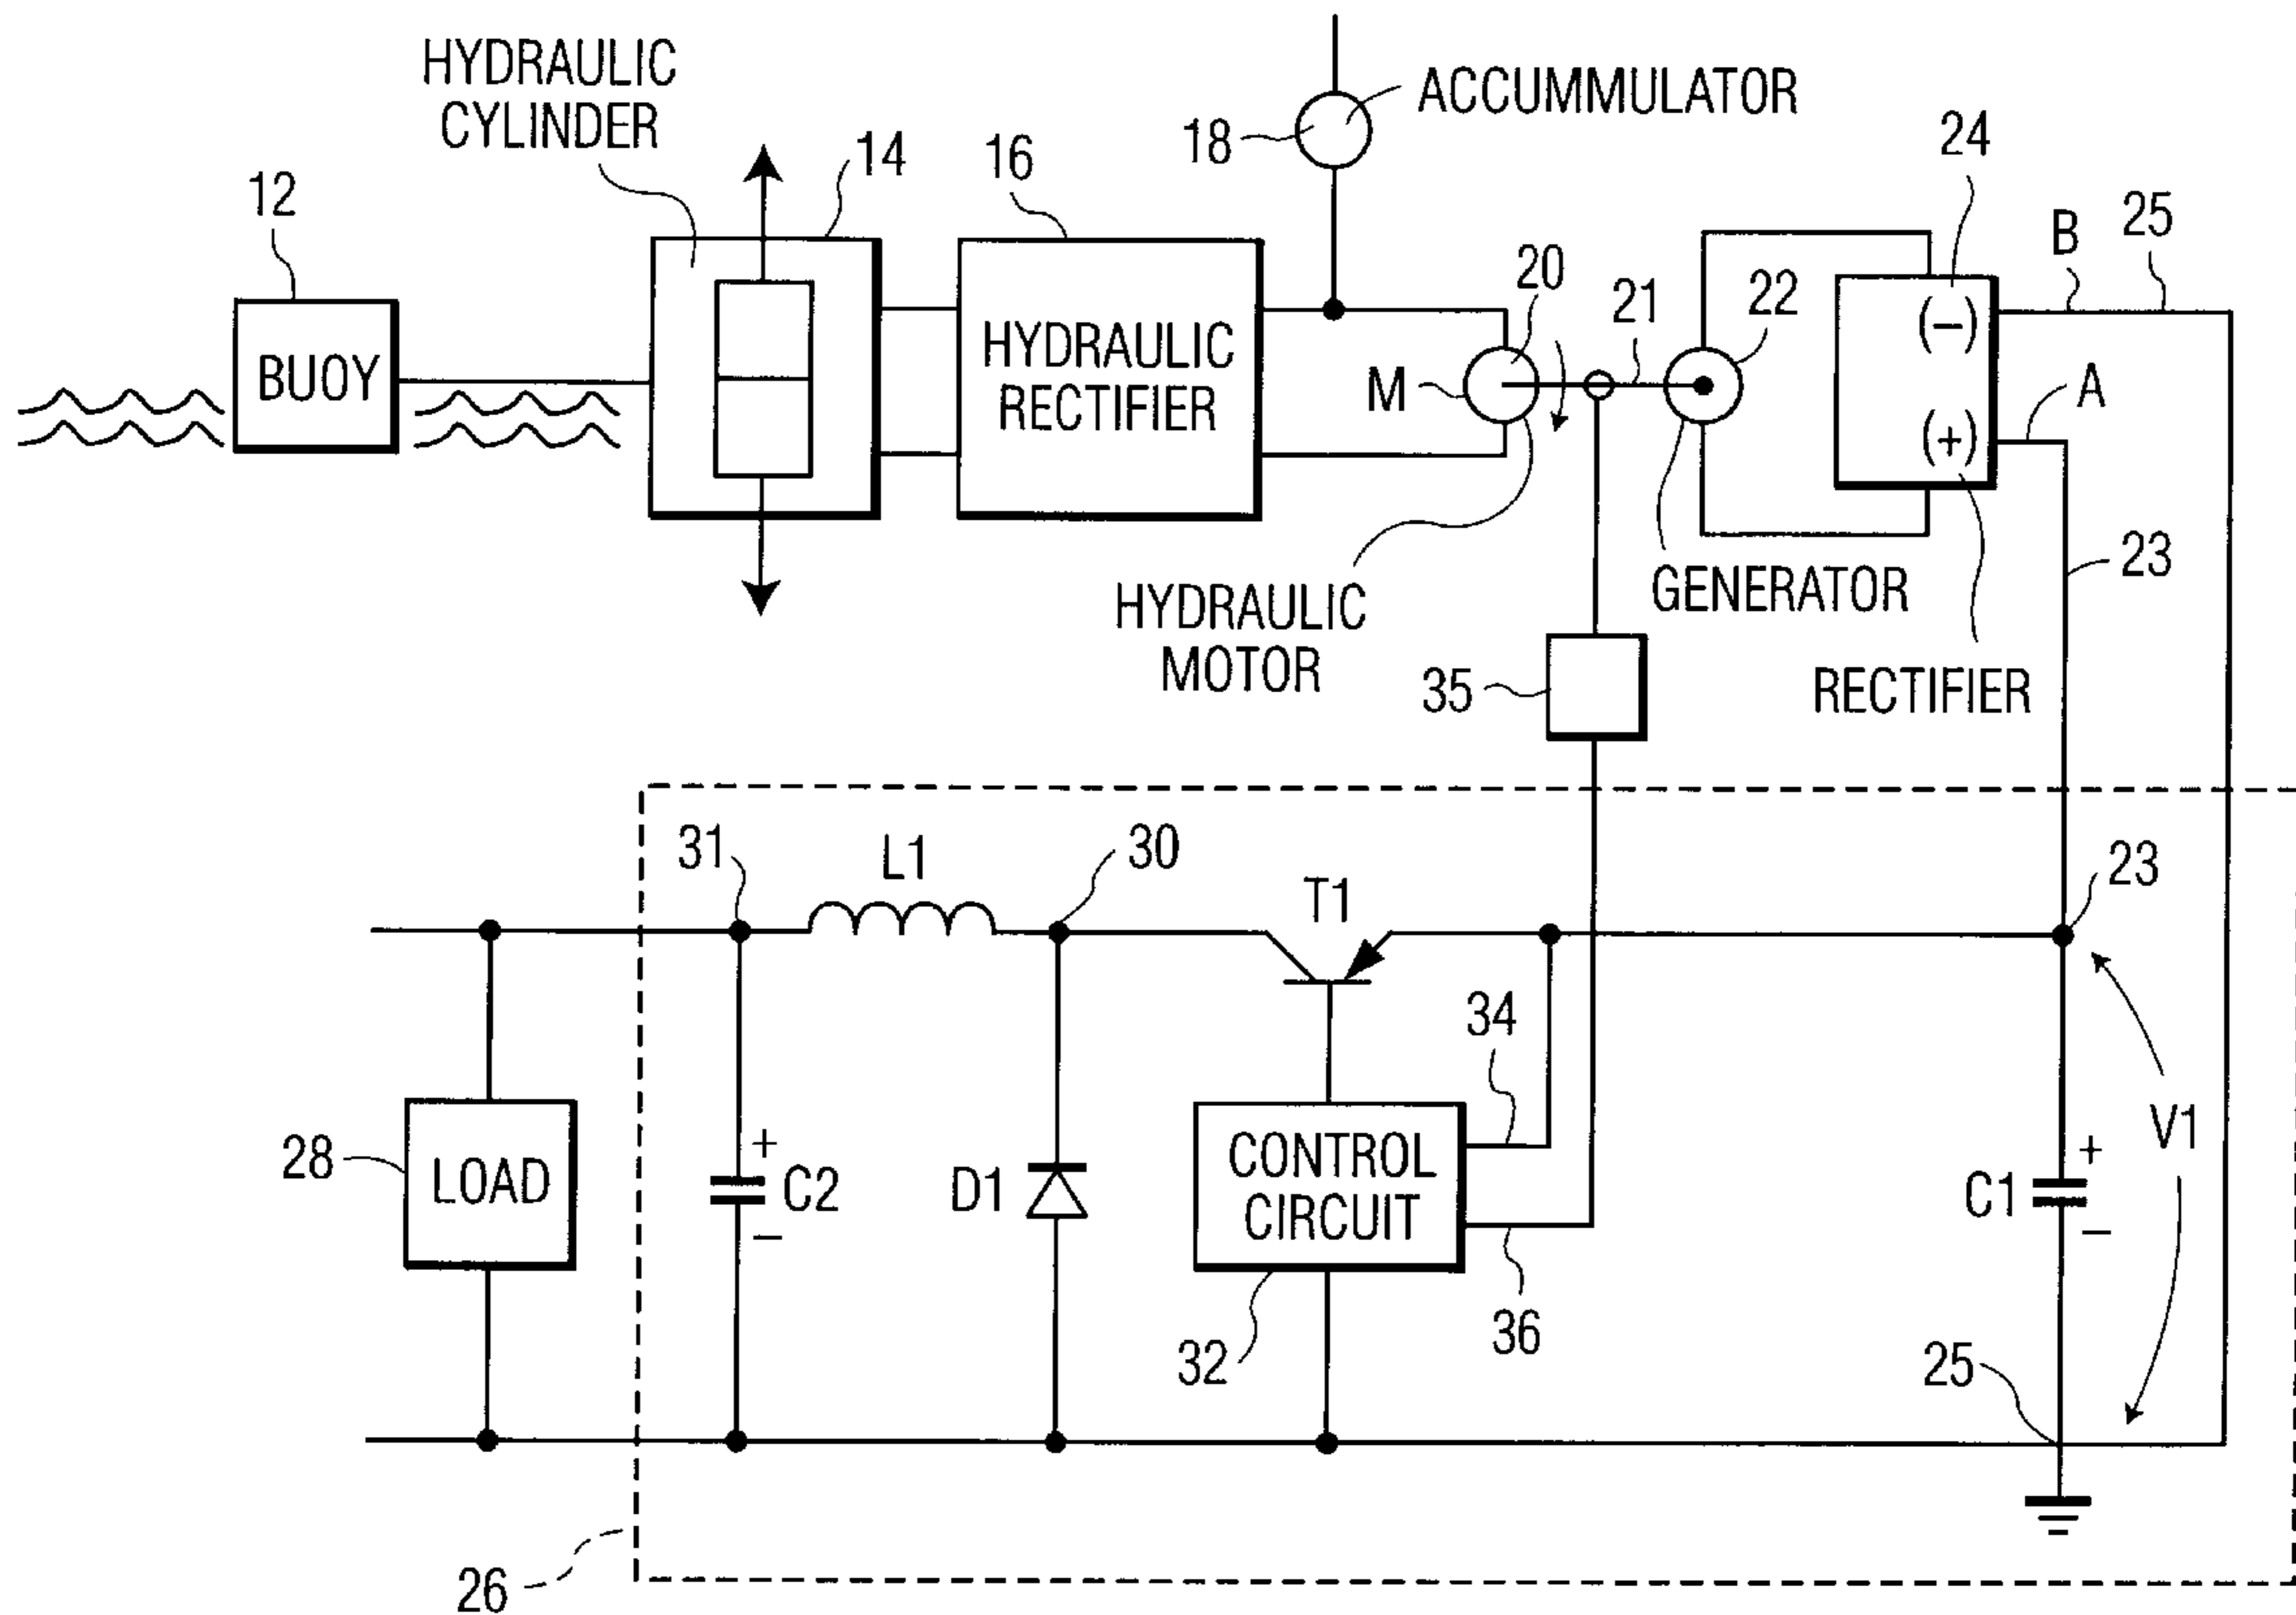 HYDRAULIC
CYLINDER
ACCUMMULATOR
12
14
16
18
24
B
25
20
21
22
BUOY
HYDRAULIC
RECTIFIER
M
(–)
(+)
A
23
HYDRAULIC
MOTOR
GENERATOR
RECTIFIER
35
31
L1
30
T1
23
34
28
LOAD
+
C2
–
D1
CONTROL
CIRCUIT
C1
+
–
V1
36
32
25
26